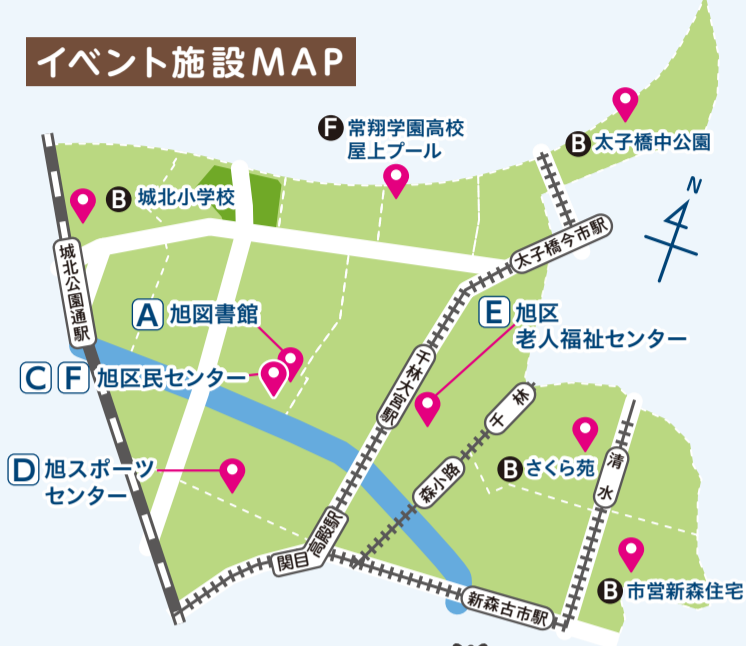 イベント施設MAP
F 常翔学園高校
屋上プール
B 太子橋中公園
B 城北小学校
N
太子橋今市駅
城北公園通駅
A 旭図書館
E 旭区
老人福祉センター
C F 旭区民センター
千林大宮駅
千林
D 旭スポーツ
センター
森小路
B さくら苑
清水
関目
高殿駅
新森古市駅
B 市営新森住宅